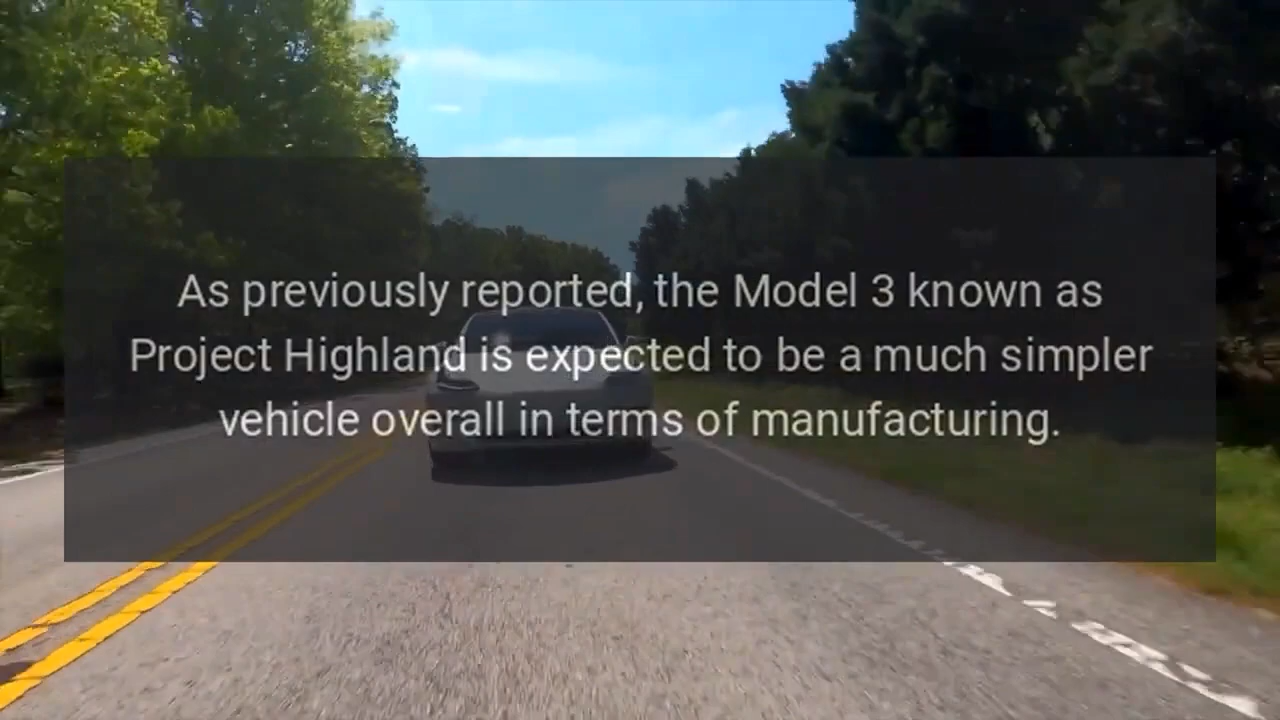 As previously reported, the Model 3 known as
Project Highland is expected to be a much simpler
vehicle overall in terms of manufacturing.